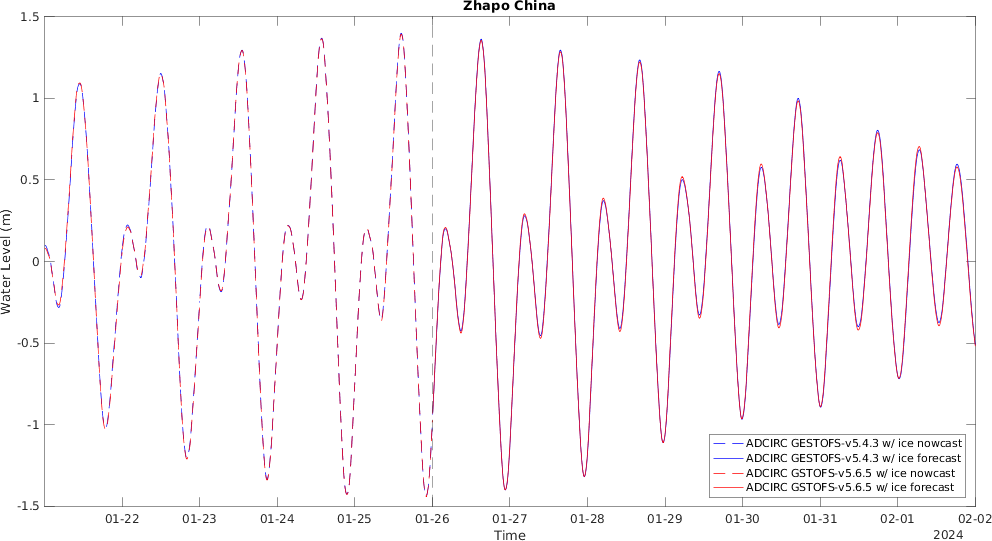 Zhapo China
1.5
1
0.5
0
-0.5
-1
-1.5
Water Level (m)
ADCIRC GESTOFS-v5.4.3 w/ ice nowcast
ADCIRC GESTOFS-v5.4.3 w/ ice forecast
ADCIRC GSTOFS-v5.6.5 w/ ice nowcast
ADCIRC GSTOFS-v5.6.5 w/ ice forecast
01-22 01-23 01-24 01-25 01-26 01-27 01-28 01-29 01-30 01-31 02-01 02-02
Time
2024